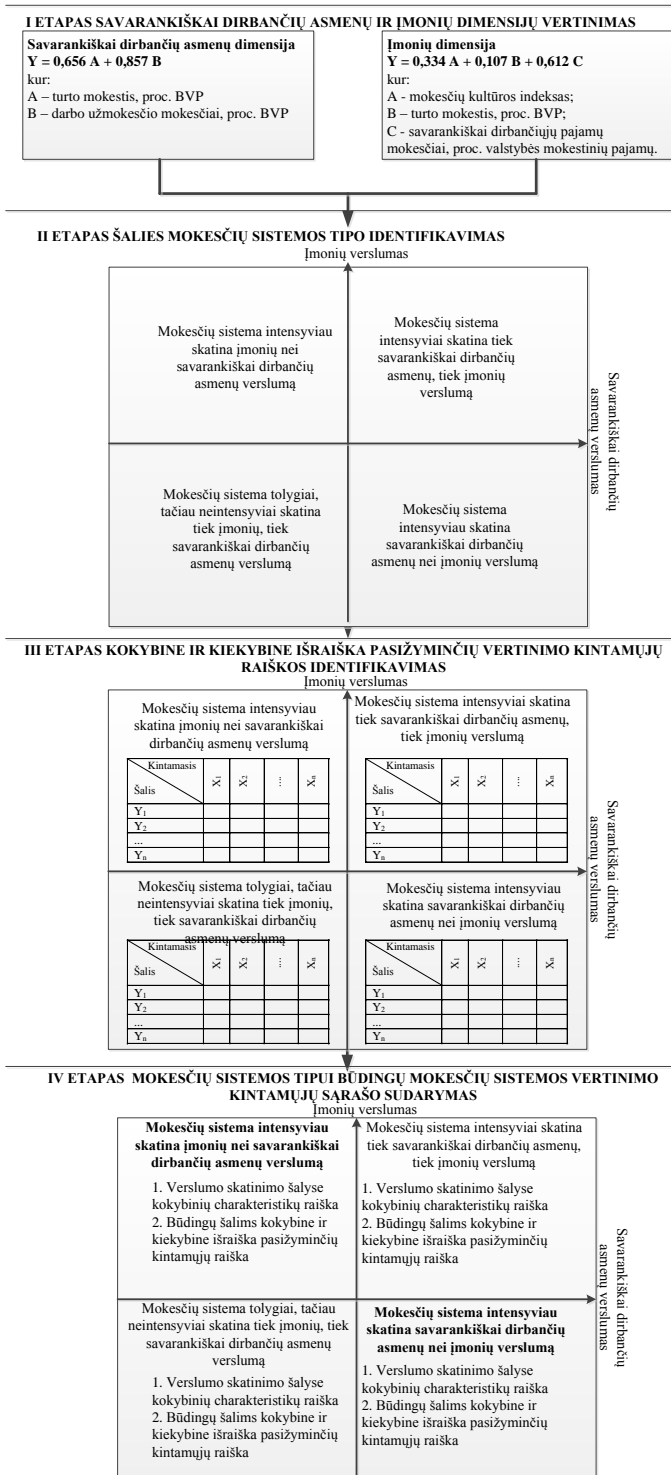 I ETAPAS SAVARANKIŠKAI DIRBANČIŲ ASMENŲ IR ĮMONIŲ DIMENSIJŲ VERTINIMAS
Savarankiškai dirbančių asmenų dimensija
Y = 0,656 A + 0,857 B
kur:
A – turto mokestis, proc. BVP
B – darbo užmokesčio mokesčiai, proc. BVP
Įmonių dimensija
Y = 0,334 A + 0,107 B + 0,612 C
kur:
A - mokesčių kultūros indeksas;
B – turto mokestis, proc. BVP;
C - savarankiškai dirbančiųjų pajamų
mokesčiai, proc. valstybės mokestinių pajamų.
II ETAPAS ŠALIES MOKESČIŲ SISTEMOS TIPO IDENTIFIKAVIMAS
Įmonių verslumas
Mokesčių sistema intensyviau
skatina įmonių nei
savarankiškai dirbančių
asmenų verslumą
Mokesčių sistema
intensyviai skatina tiek
savarankiškai dirbančių
asmenų, tiek įmonių
verslumą
Savarankiškai dirbančių
asmenų verslumas
Mokesčių sistema tolygiai,
tačiau neintensyviai skatina
tiek įmonių, tiek
savarankiškai dirbančių
asmenų verslumą
Mokesčių sistema
intensyviau skatina
savarankiškai dirbančių
asmenų nei įmonių verslumą
III ETAPAS KOKYBINE IR KIEKYBINE IŠRAIŠKA PASIŽYMINČIŲ VERTINIMO KINTAMŲJŲ
RAIŠKOS IDENTIFIKAVIMAS
Įmonių verslumas
Mokesčių sistema intensyviau
skatina įmonių nei savarankiškai
dirbančių asmenų verslumą
Kintamasis
Šalis
X1 X2 ... Xn
Y1
Y2
...
Yn
Mokesčių sistema intensyviai skatina
tiek savarankiškai dirbančių asmenų,
tiek įmonių verslumą
Kintamasis
Šalis
X1 X2 ... Xn
Y1
Y2
...
Yn
Savarankiškai dirbančių
asmenų verslumas
Mokesčių sistema tolygiai, tačiau
neintensyviai skatina tiek įmonių,
tiek savarankiškai dirbančių
asmenų verslumą
Kintamasis
Šalis
X1 X2 ... Xn
Y1
Y2
...
Yn
Mokesčių sistema intensyviau
skatina savarankiškai dirbančių
asmenų nei įmonių verslumą
Kintamasis
Šalis
X1 X2 ... Xn
Y1
Y2
...
Yn
IV ETAPAS MOKESČIŲ SISTEMOS TIPUI BŪDINGŲ MOKESČIŲ SISTEMOS VERTINIMO
KINTAMŲJŲ SĄRAŠO SUDARYMAS
Įmonių verslumas
Mokesčių sistema intensyviau
skatina įmonių nei savarankiškai
dirbančių asmenų verslumą
1. Verslumo skatinimo šalyse
kokybinių charakteristikų raiška
2. Būdingų šalims kokybine ir
kiekybine išraiška pasižyminčių
kintamųjų raiška
Mokesčių sistema intensyviai skatina
tiek savarankiškai dirbančių asmenų,
tiek įmonių verslumą
1. Verslumo skatinimo šalyse
kokybinių charakteristikų raiška
2. Būdingų šalims kokybine ir
kiekybine išraiška pasižyminčių
kintamųjų raiška
Savarankiškai dirbančių
asmenų verslumas
Mokesčių sistema tolygiai, tačiau
neintensyviai skatina tiek įmonių, tiek
savarankiškai dirbančių asmenų
verslumą
1. Verslumo skatinimo šalyse
kokybinių charakteristikų raiška
2. Būdingų šalims kokybine ir
kiekybine išraiška pasižyminčių
kintamųjų raiška
Mokesčių sistema intensyviau
skatina savarankiškai dirbančių
asmenų nei įmonių verslumą
1. Verslumo skatinimo šalyse
kokybinių charakteristikų raiška
2. Būdingų šalims kokybine ir
kiekybine išraiška pasižyminčių
kintamųjų raiška